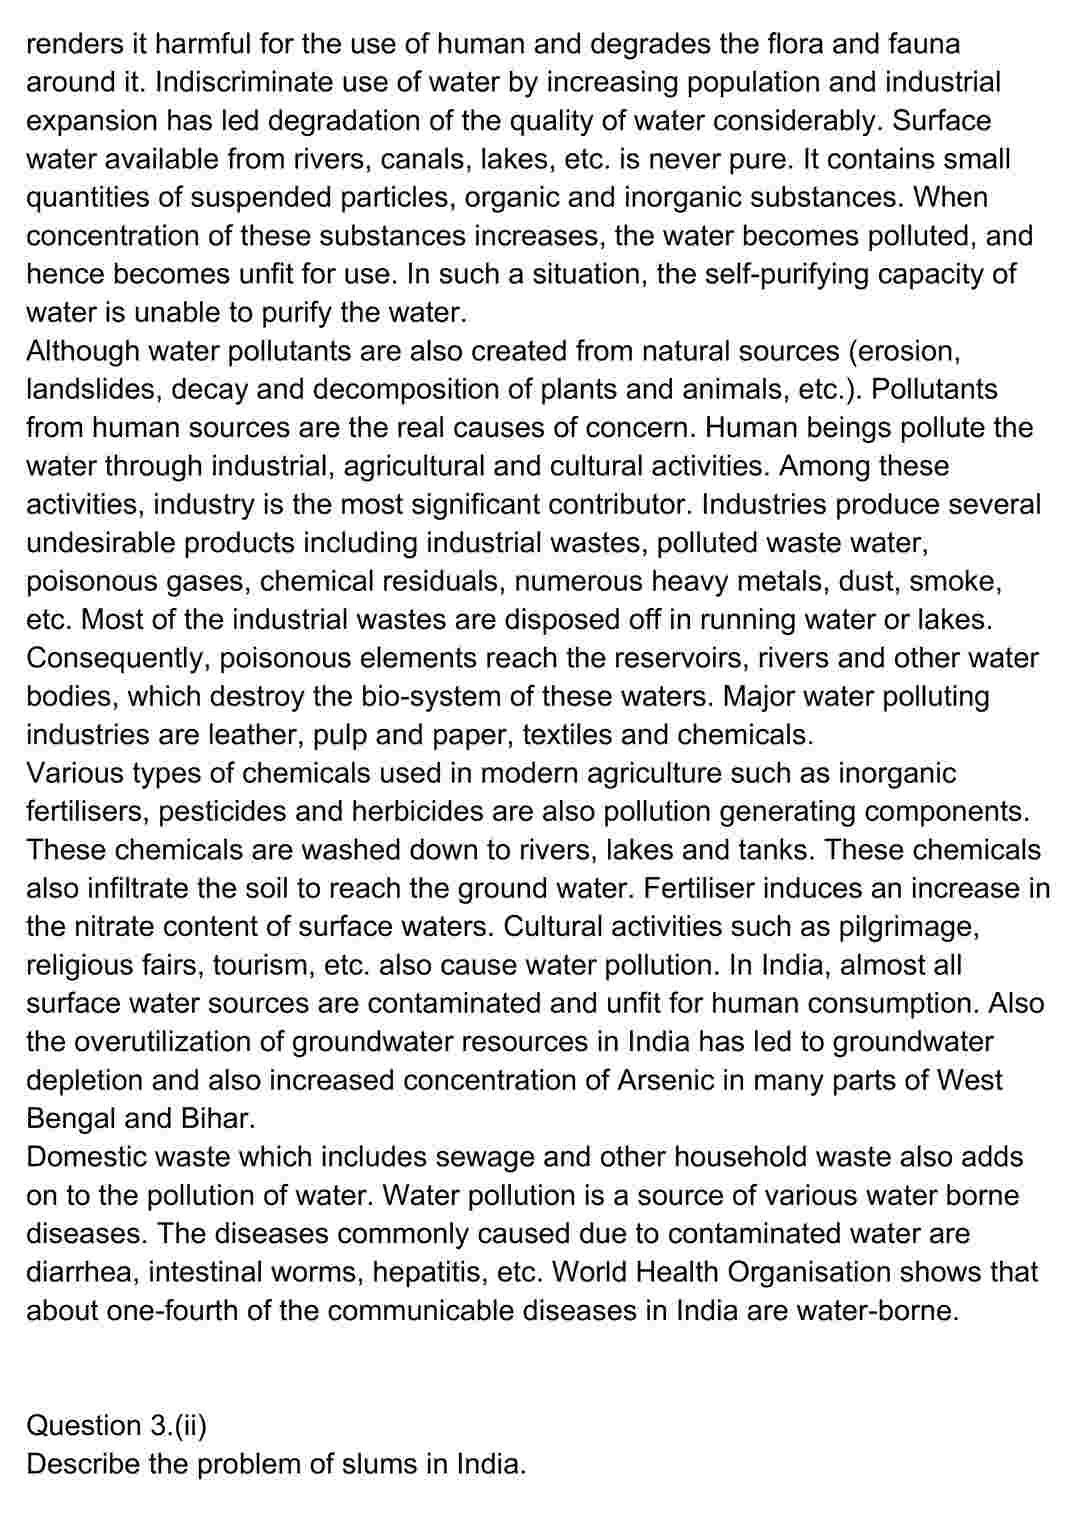 renders it harmful for the use of human and degrades the flora and fauna
around it. Indiscriminate use of water by increasing population and industrial
expansion has led degradation of the quality of water considerably. Surface
water available from rivers, canals, lakes, etc. is never pure. It contains small
quantities of suspended particles, organic and inorganic substances. When
concentration of these substances increases, the water becomes polluted, and
hence becomes unfit for use. In such a situation, the self-purifying capacity of
water is unable to purify the water.
Although water pollutants are also created from natural sources (erosion,
landslides, decay and decomposition of plants and animals, etc.). Pollutants
from human sources are the real causes of concern. Human beings pollute the
water through industrial, agricultural and cultural activities. Among these
activities, industry is the most significant contributor. Industries produce several
undesirable products including industrial wastes, polluted waste water,
poisonous gases, chemical residuals, numerous heavy metals, dust, smoke,
etc. Most of the industrial wastes are disposed off in running water or lakes.
Consequently, poisonous elements reach the reservoirs, rivers and other water
bodies, which destroy the bio-system of these waters. Major water polluting
industries are leather, pulp and paper, textiles and chemicals.
Various types of chemicals used in modern agriculture such as inorganic
fertilisers, pesticides and herbicides are also pollution generating components.
These chemicals are washed down to rivers, lakes and tanks. These chemicals
also infiltrate the soil to reach the ground water. Fertiliser induces an increase in
the nitrate content of surface waters. Cultural activities such as pilgrimage,
religious fairs, tourism, etc. also cause water pollution. In India, almost all
surface water sources are contaminated and unfit for human consumption. Also
the overutilization of groundwater resources in India has led to groundwater
depletion and also increased concentration of Arsenic in many parts of West
Bengal and Bihar.
Domestic waste which includes sewage and other household waste also adds
on to the pollution of water. Water pollution is a source of various water borne
diseases. The diseases commonly caused due to contaminated water are
diarrhea, intestinal worms, hepatitis, etc. World Health Organisation shows that
about one-fourth of the communicable diseases in India are water-borne.
Question 3.(ii)
Describe the problem of slums in India.